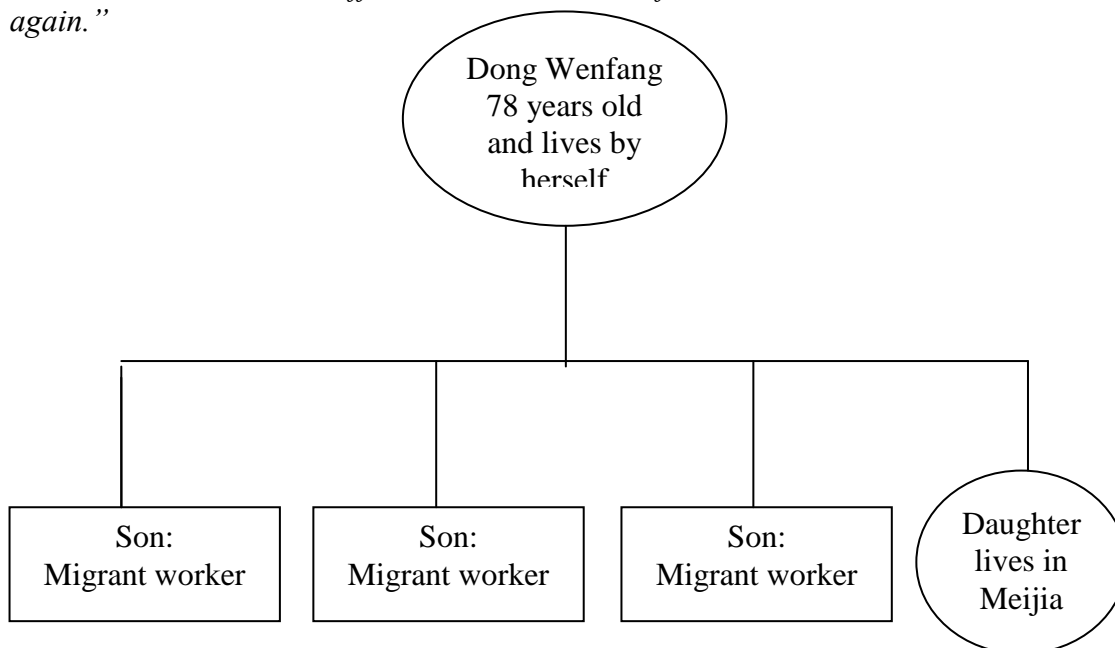 again.”
Dong Wenfang
78 years old
and lives by
herself
Son:
Migrant worker
Son:
Migrant worker
Son:
Migrant worker
Daughter
lives in
Meijia